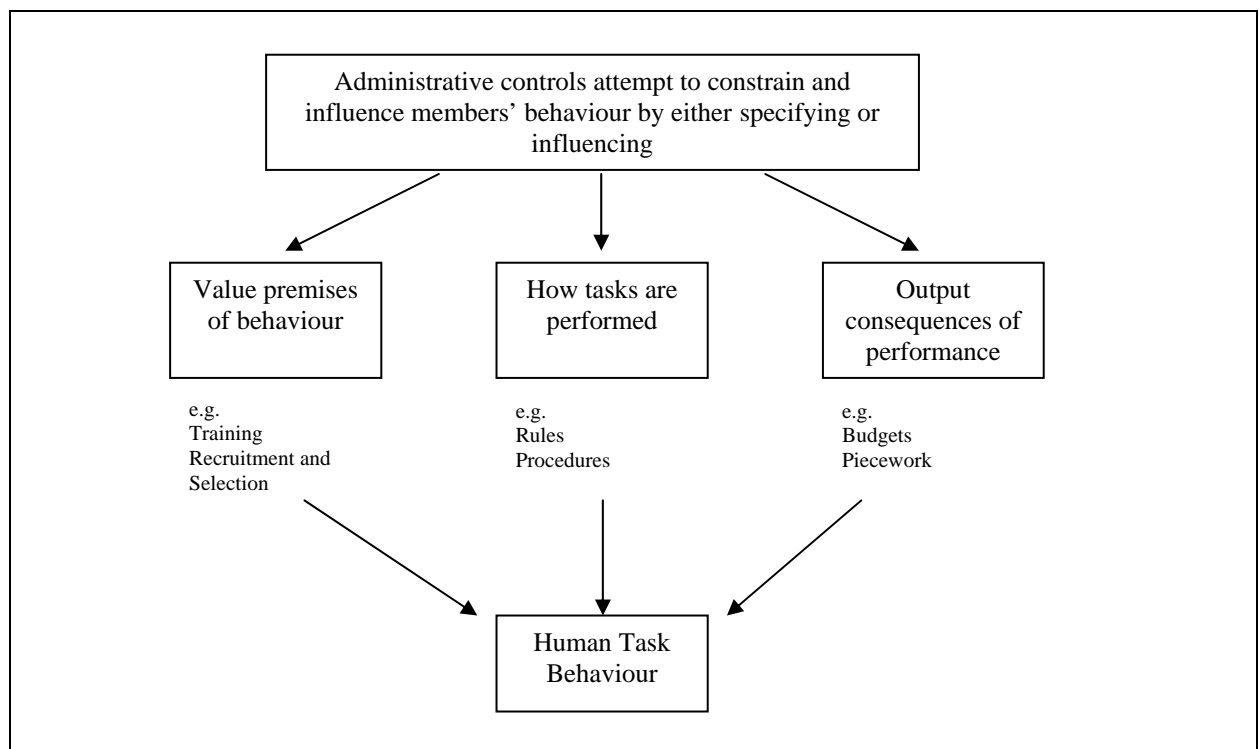 Administrative controls attempt to constrain and
influence members’ behaviour by either specifying or
influencing
Value premises
of behaviour
How tasks are
performed
Output
consequences of
performance
e.g.
Training
Recruitment and
Selection
e.g.
Rules
Procedures
e.g.
Budgets
Piecework
Human Task
Behaviour